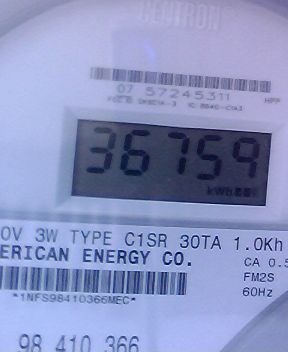 CENTRON
07 57245311
HPP
36759
kWh
0V 3W TYPE C1SR 30TA 1.0Kh
ERICAN ENERGY CO.
CA 0.5
FM2S
*1NFS98410366MEC*
60Hz
98 410 366